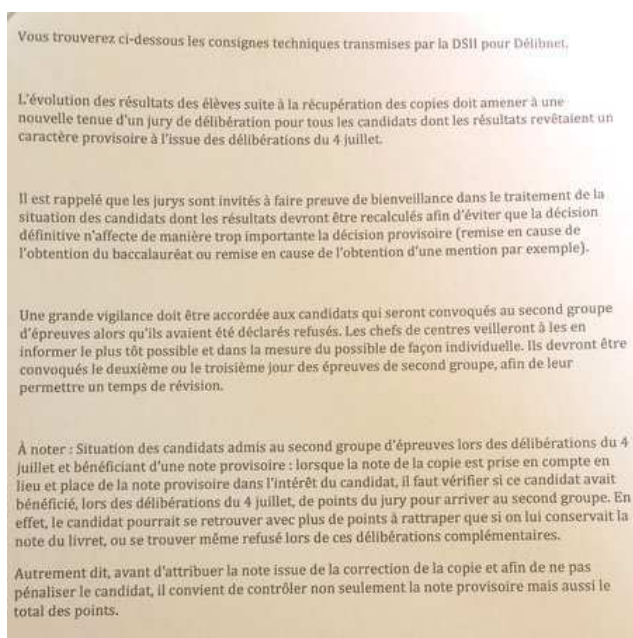 Vous trouverez ci-dessous les consignes techniques transmises par la DSII pour Délibnet.
L'évolution des résultats des élèves suite à la récupération des copies doit amener à une
nouvelle tenue d'un jury de délibération pour tous les candidats dont les résultats revêtaient un
caractère provisoire à l'issue des délibérations du 4 juillet.
Il est rappelé que les jurys sont invités à faire preuve de bienveillance dans le traitement de la
situation des candidats dont les résultats devront être recalculés afin d'éviter que la décision
définitive n'affecte de manière trop importante la décision provisoire (remise en cause de
l'obtention du baccalauréat ou remise en cause de l'obtention d'une mention par exemple).
Une grande vigilance doit être accordée aux candidats qui seront convoqués au second groupe
d'épreuves alors qu'ils avaient été déclarés refusés. Les chefs de centres veilleront à les en
informer le plus tôt possible et dans la mesure du possible de façon individuelle. Ils devront être
convoqués le deuxième ou le troisième jour des épreuves de second groupe, afin de leur
permettre un temps de révision.
À noter : Situation des candidats admis au second groupe d'épreuves lors des délibérations du 4
juillet et bénéficiant d'une note provisoire : lorsque la note de la copie est prise en compte en
lieu et place de la note provisoire dans l'intérêt du candidat, il faut vérifier si ce candidat avait
bénéficié, lors des délibérations du 4 juillet, de points du jury pour arriver au second groupe. En
effet, le candidat pourrait se retrouver avec plus de points à rattraper que si on lui conservait la
note du livret, ou se trouver même refusé lors de ces délibérations complémentaires.
Autrement dit, avant d'attribuer la note issue de la correction de la copie et afin de ne pas
pénaliser le candidat, il convient de contrôler non seulement la note provisoire mais aussi le
total des points.